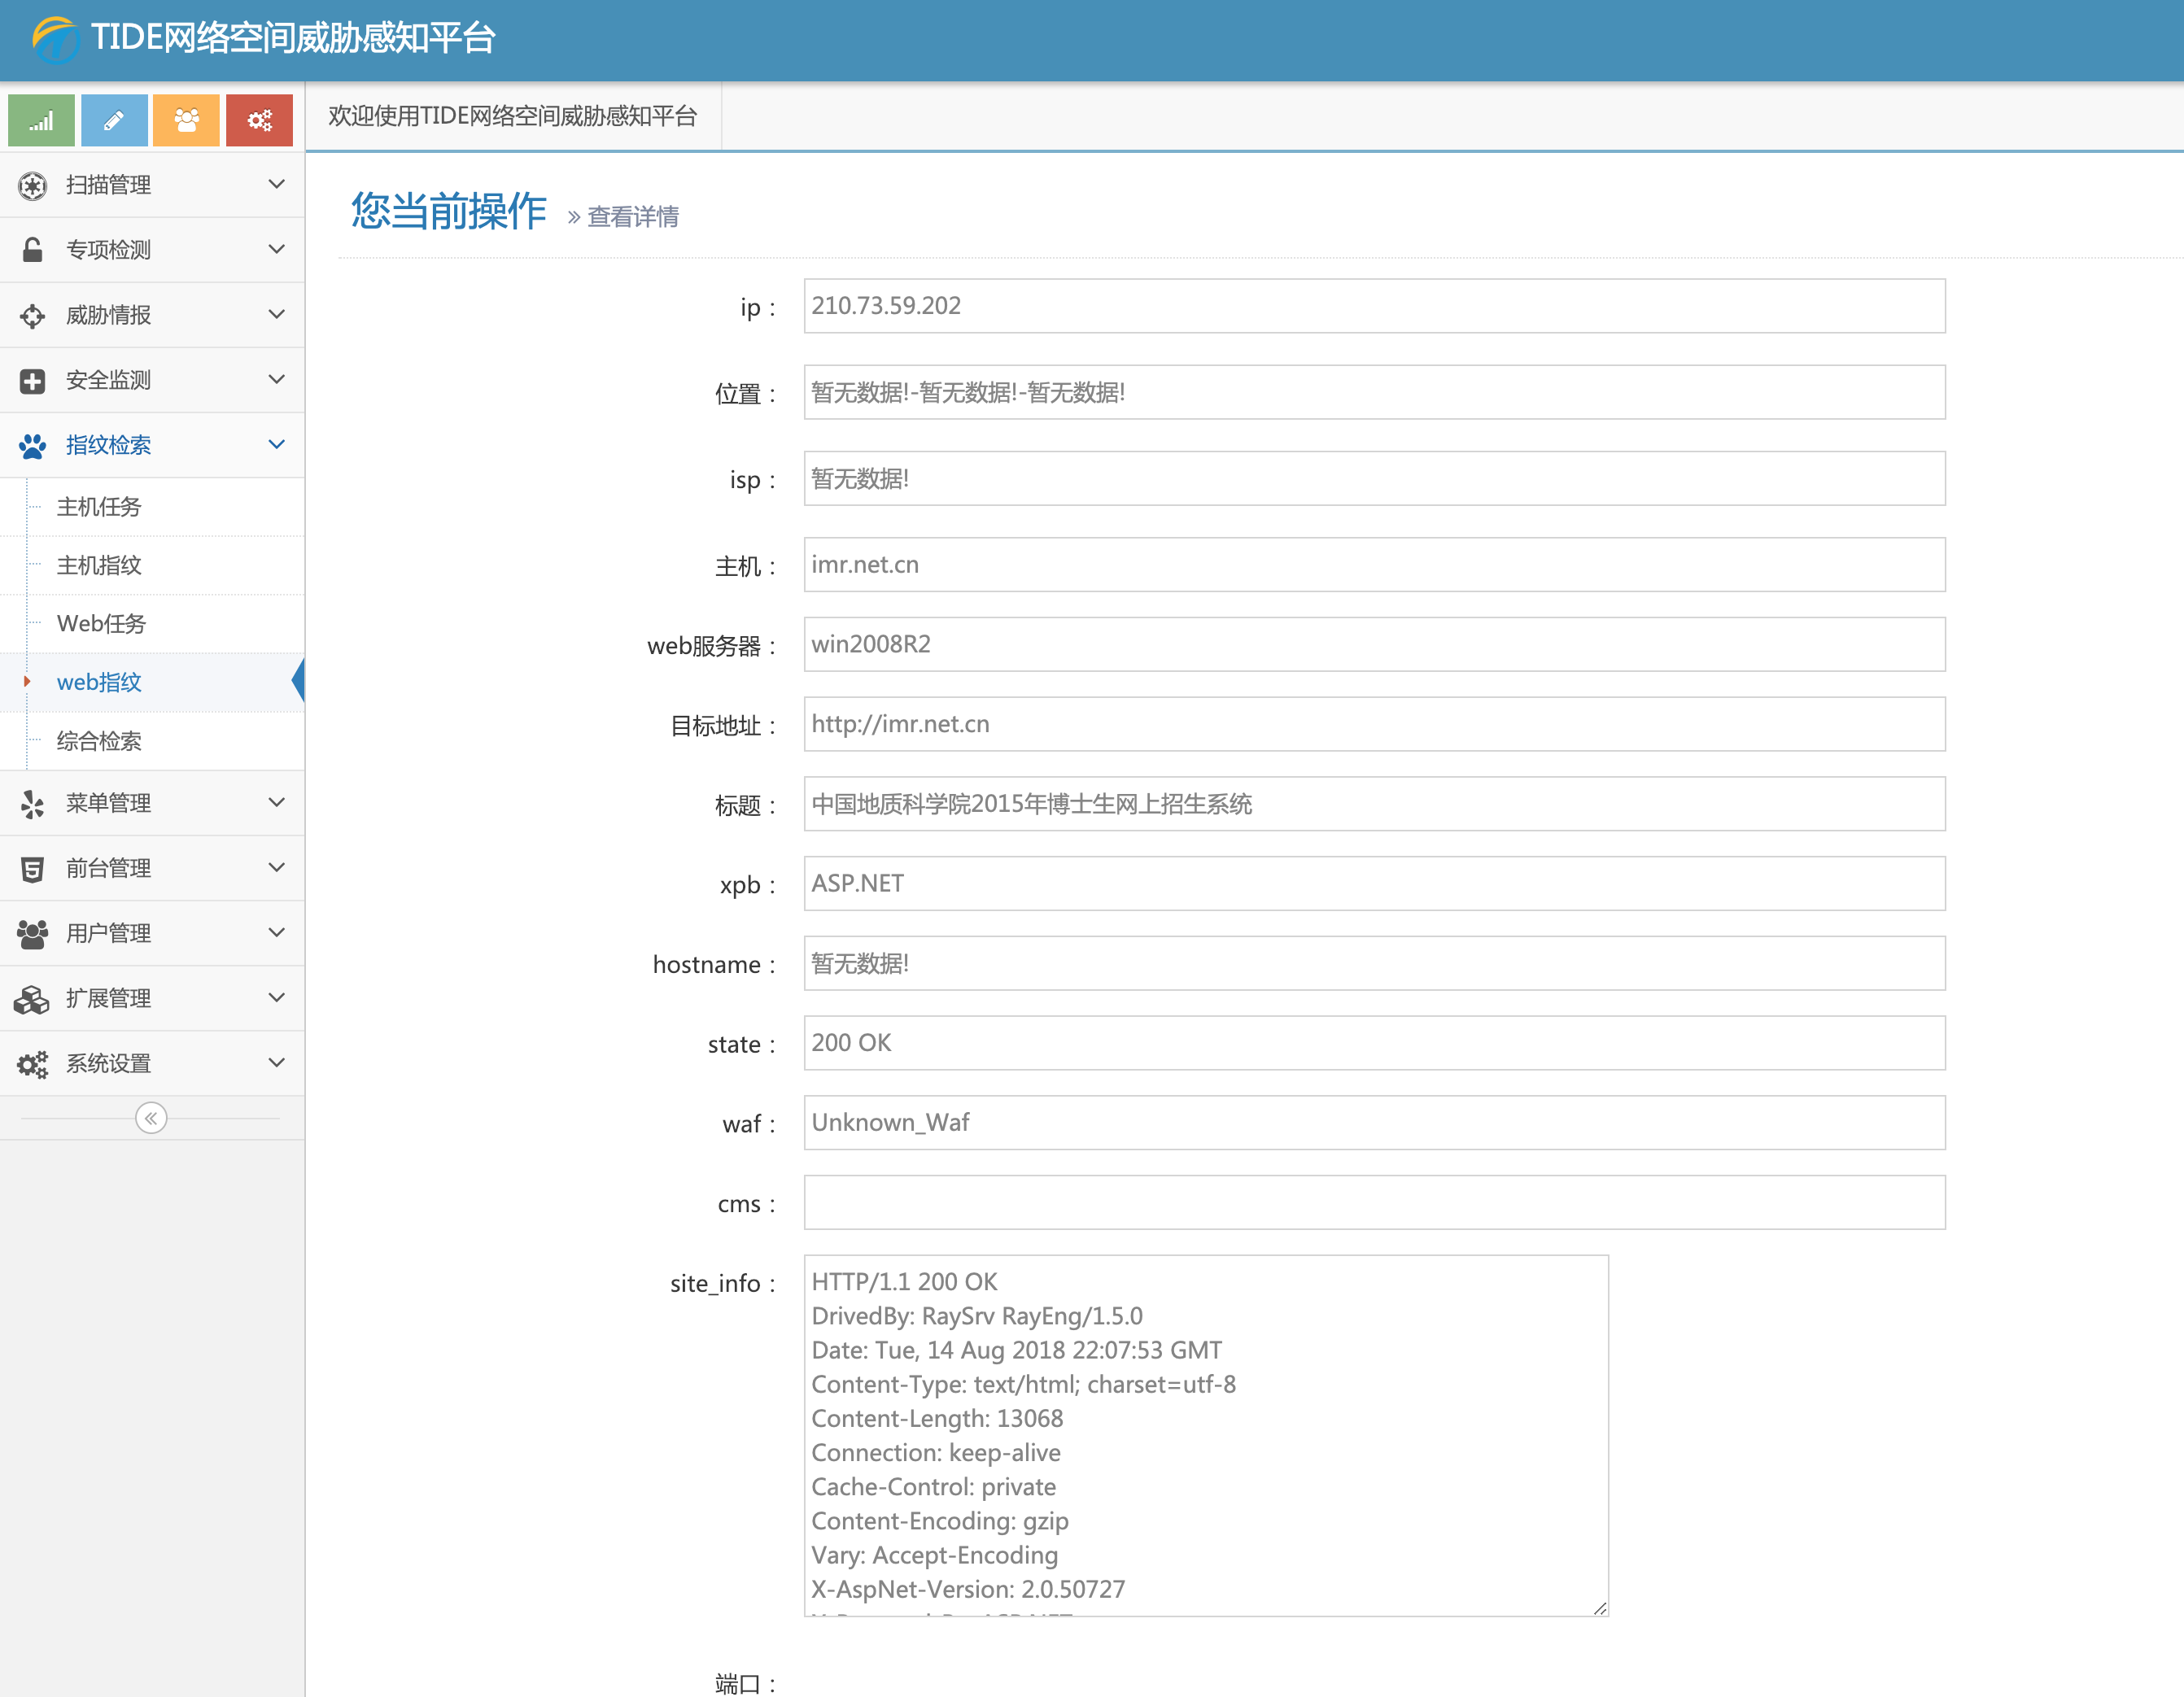 TIDE网络空间威胁感知平台
欢迎使用TIDE网络空间威胁感知平台
扫描管理
专项检测
威胁情报
安全监测
指纹检索
主机任务
主机指纹
Web任务
web指纹
综合检索
菜单管理
前台管理
用户管理
扩展管理
系统设置
您当前操作 » 查看详情
ip： 210.73.59.202
位置： 暂无数据!-暂无数据!-暂无数据!
isp： 暂无数据!
主机： imr.net.cn
web服务器： win2008R2
目标地址： http://imr.net.cn
标题： 中国地质科学院2015年博士生网上招生系统
xpb： ASP.NET
hostname： 暂无数据!
state： 200 OK
waf： Unknown_Waf
cms：
site_info： HTTP/1.1 200 OK
DrivedBy: RaySrv RayEng/1.5.0
Date: Tue, 14 Aug 2018 22:07:53 GMT
Content-Type: text/html; charset=utf-8
Content-Length: 13068
Connection: keep-alive
Cache-Control: private
Content-Encoding: gzip
Vary: Accept-Encoding
X-AspNet-Version: 2.0.50727
端口：